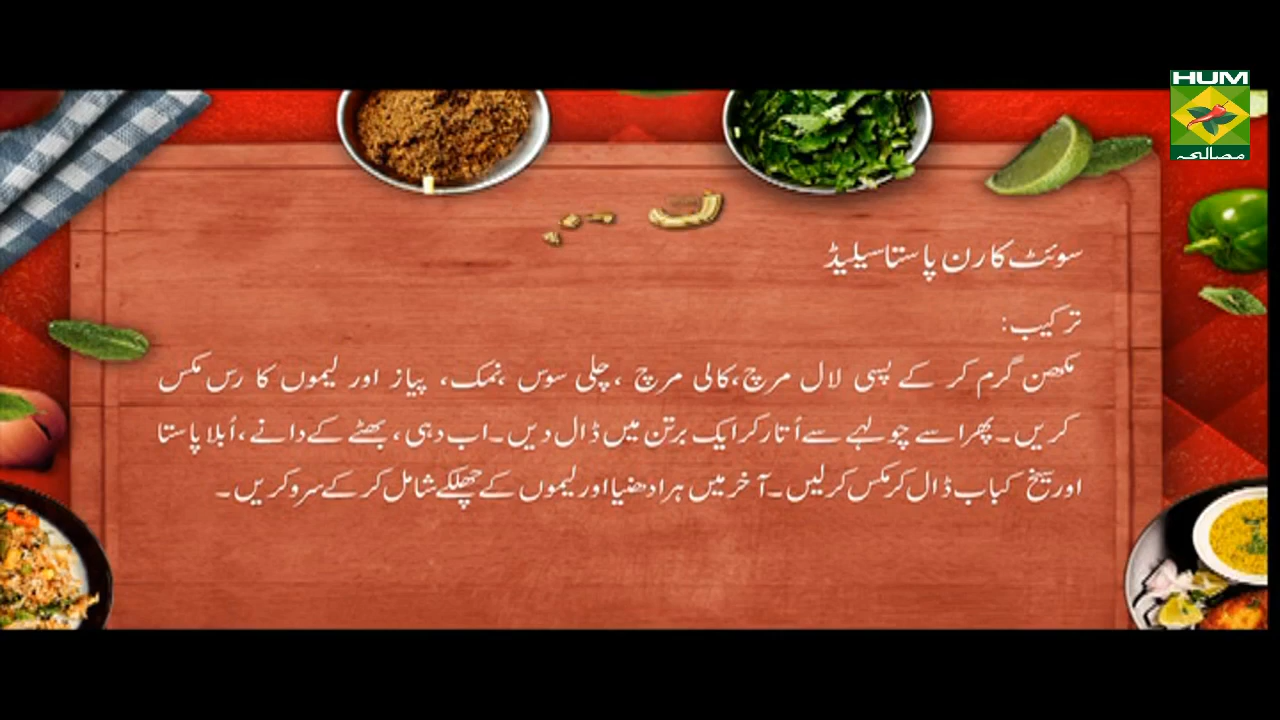 HUM
مصالحہ
سوئٹ کارن پاستا سیلیڈ
ترکیب:
مکھن گرم کر کے پسی لال مرچ، کالی مرچ، چلی سوس، نمک، پیاز اور لیموں کا رس مکس
کریں۔ پھر اسے چولہے سے اُتار کر ایک برتن میں ڈال دیں۔ اب دہی، بھٹے کے دانے، اُبلا پاستا
اور سیخ کباب ڈال کر مکس کر لیں۔ آخر میں ہرا دھنیا اور لیموں کے چھلکے شامل کر کے سرو کریں۔